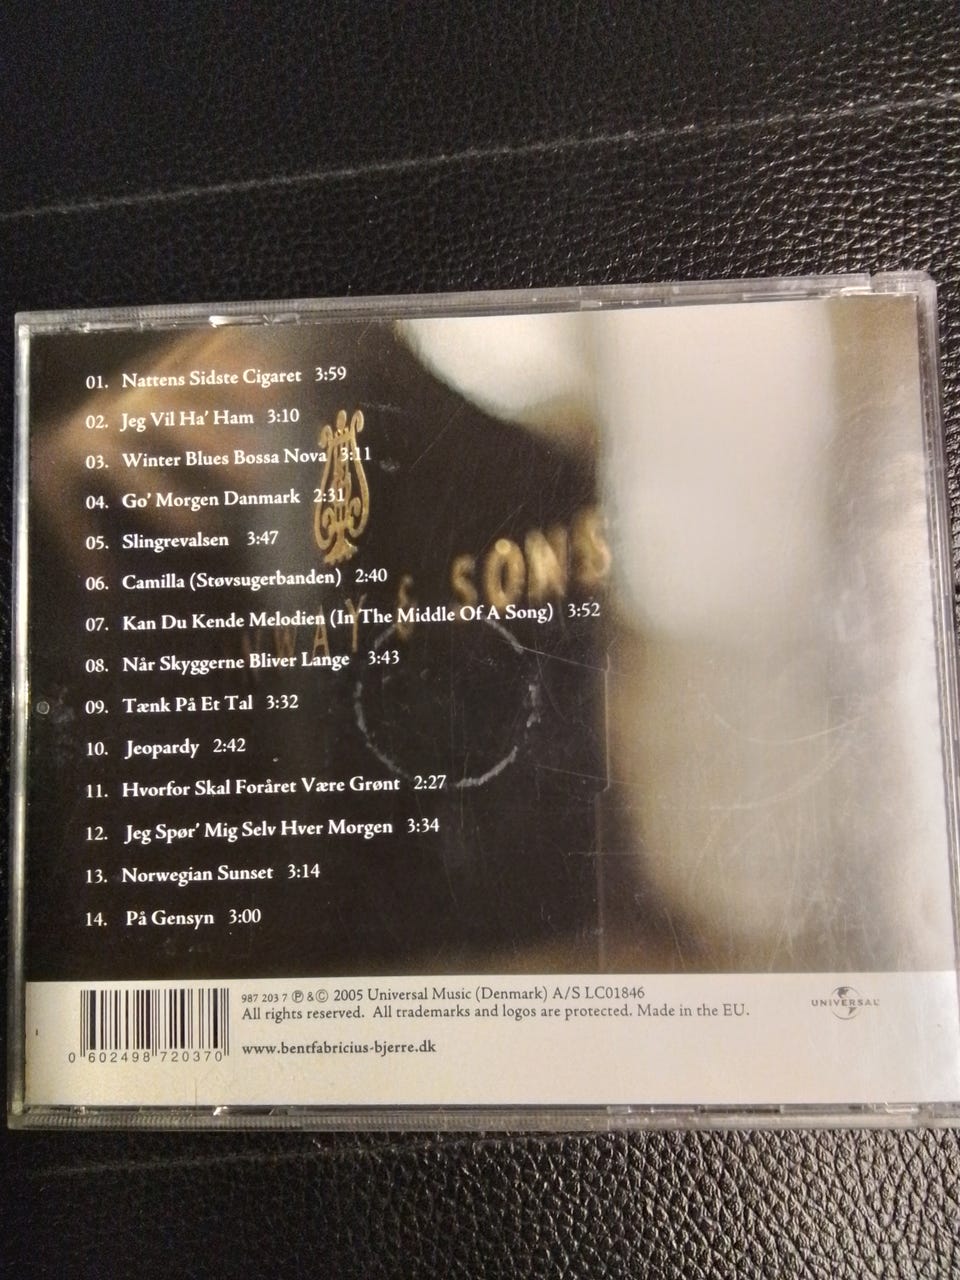 01. Nattens Sidste Cigaret 3:59
02. Jeg Vil Ha' Ham 3:10
03. Winter Blues Bossa Nova 3:11
04. Go' Morgen Danmark 2:31
05. Slingrevalsen 3:47
06. Camilla (Støvsugerbanden) 2:40
07. Kan Du Kende Melodien (In The Middle Of A Song) 3:52
08. Når Skyggerne Bliver Lange 3:43
09. Tænk På Et Tal 3:32
10. Jeopardy 2:42
11. Hvorfor Skal Foråret Være Grønt 2:27
12. Jeg Spør' Mig Selv Hver Morgen 3:34
13. Norwegian Sunset 3:14
14. På Gensyn 3:00
NWAY & SONS
987 203 7 ℗ & © 2005 Universal Music (Denmark) A/S LC01846
All rights reserved. All trademarks and logos are protected. Made in the EU.
www.bentfabricius-bjerre.dk
0 602498 720370
UNIVERSAL